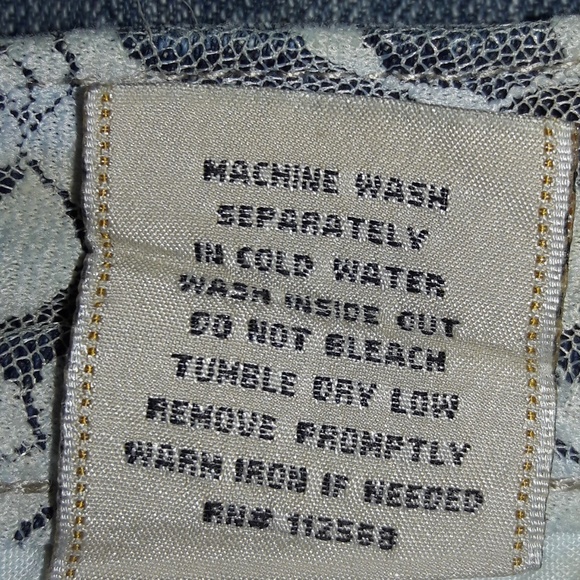 MACHINE WASH
SEPARATELY
IN COLD WATER
WASH INSIDE OUT
DO NOT BLEACH
TUMBLE DRY LOW
REMOVE PROMPTLY
WARM IRON IF NEEDED
RN# 112568